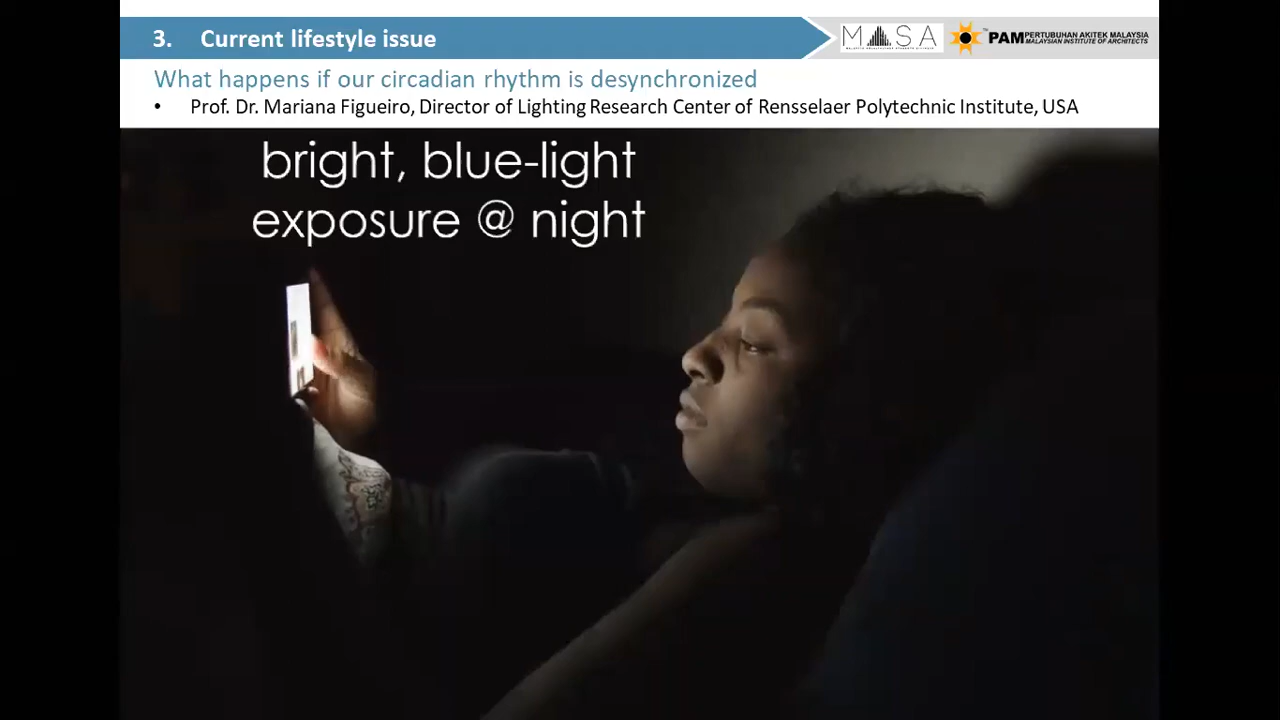 3. Current lifestyle issue
MASA
PAM PERTUBUHAN AKITEK MALAYSIA
MALAYSIAN INSTITUTE OF ARCHITECTS
What happens if our circadian rhythm is desynchronized
• Prof. Dr. Mariana Figueiro, Director of Lighting Research Center of Rensselaer Polytechnic Institute, USA
bright, blue-light
exposure @ night